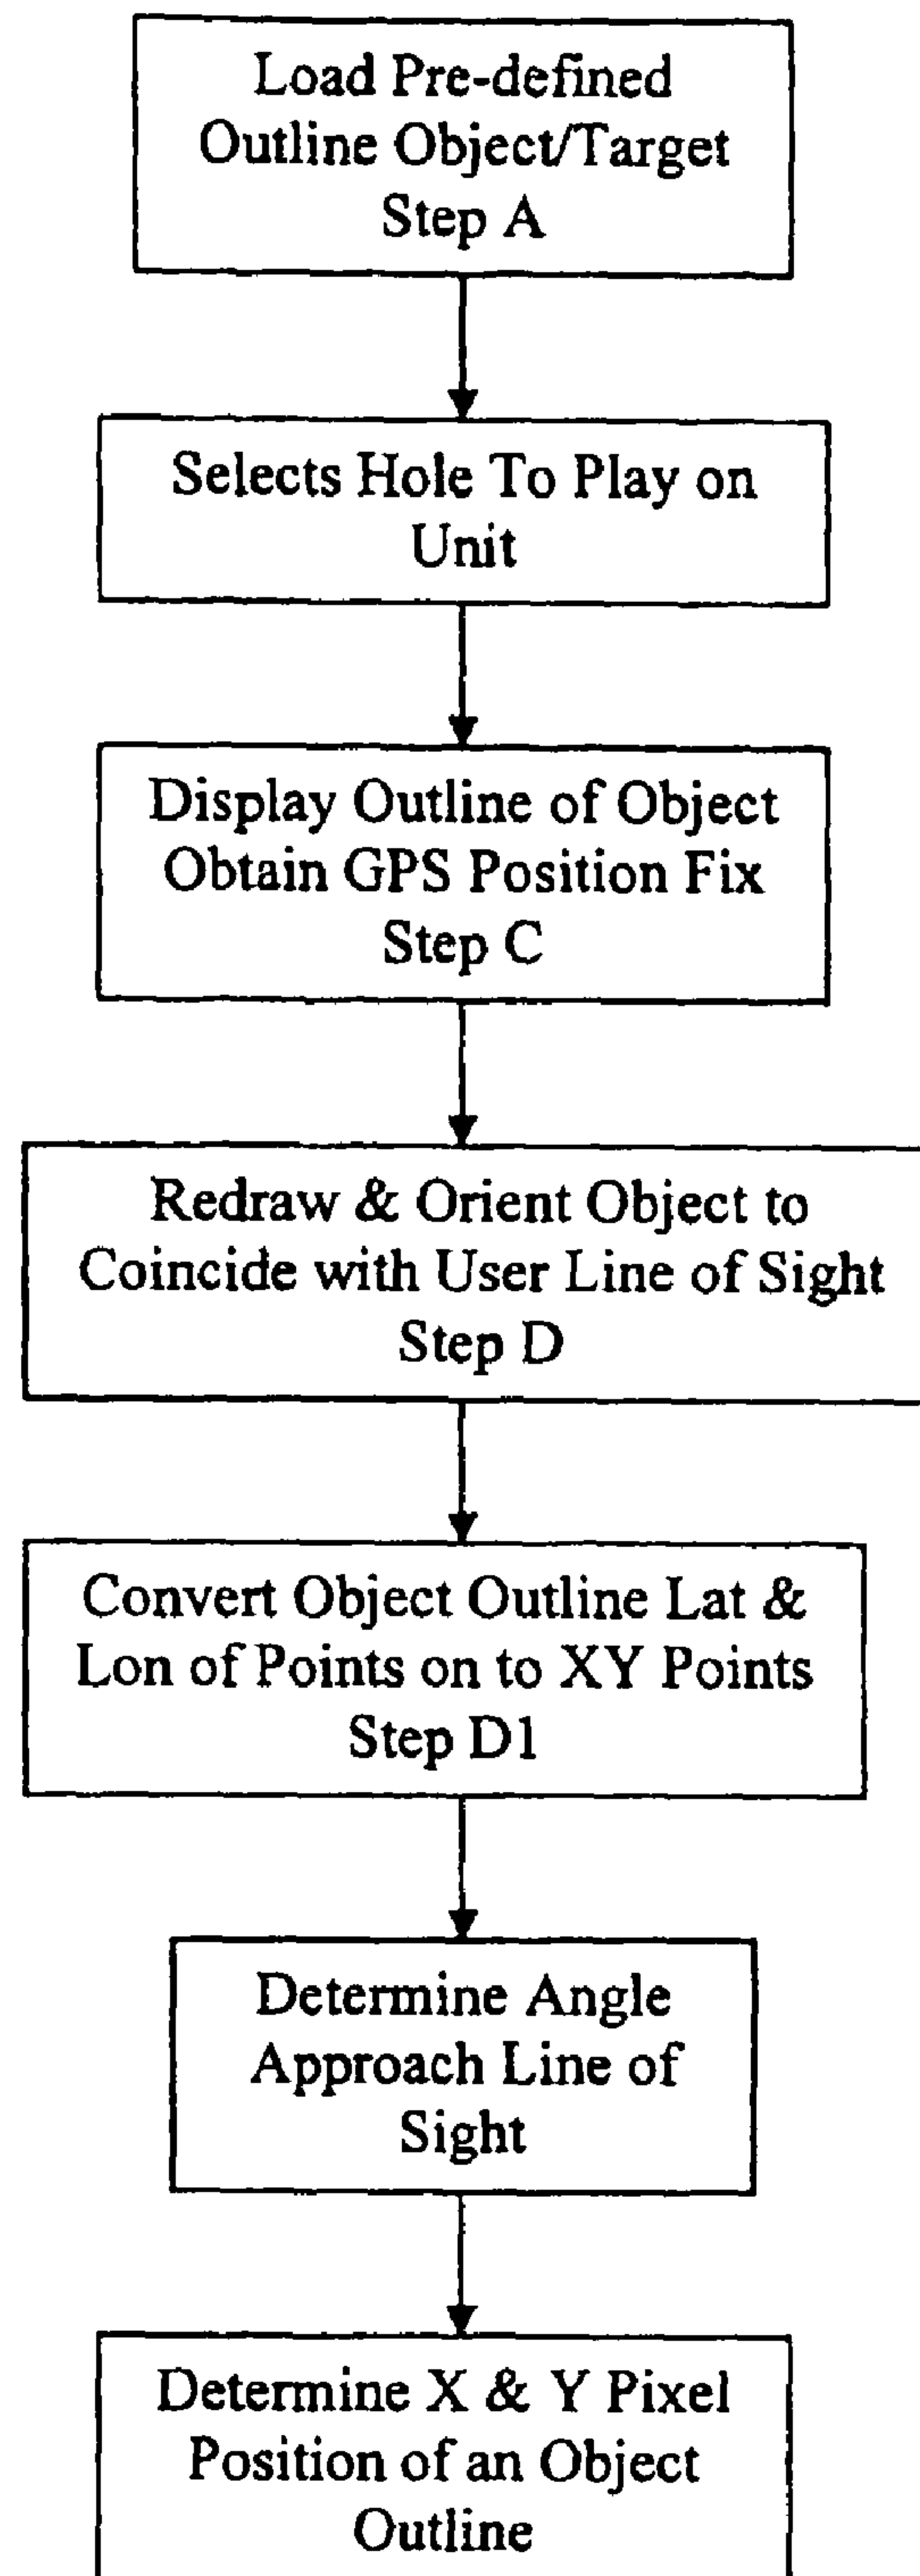 Load Pre-defined
Outline Object/Target
Step A
Selects Hole To Play on
Unit
Display Outline of Object
Obtain GPS Position Fix
Step C
Redraw & Orient Object to
Coincide with User Line of Sight
Step D
Convert Object Outline Lat &
Lon of Points on to XY Points
Step D1
Determine Angle
Approach Line of
Sight
Determine X & Y Pixel
Position of an Object
Outline